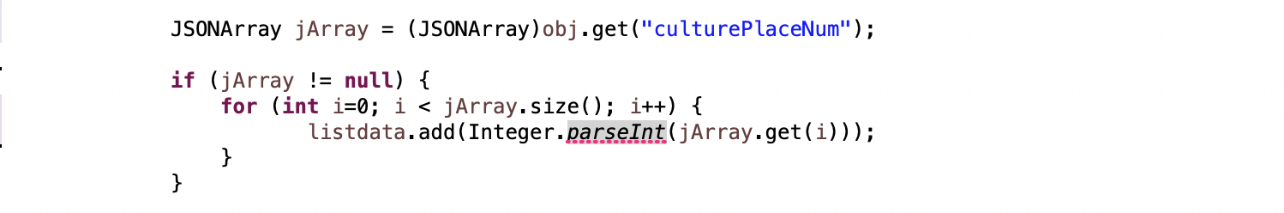 JSONArray jArray = (JSONArray)obj.get("culturePlaceNum");
if (jArray != null) {
for (int i=0; i < jArray.size(); i++) {
listdata.add(Integer.parseInt(jArray.get(i)));
}
}